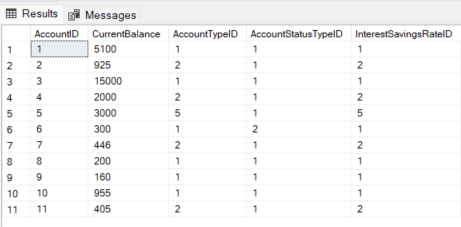 Results Messages
AccountID CurrentBalance AccountTypeID AccountStatusTypeID InterestSavingsRateID
1 1 5100 1 1 1
2 2 925 2 1 2
3 3 15000 1 1 1
4 4 2000 2 1 2
5 5 3000 5 1 5
6 6 300 1 2 1
7 7 446 2 1 2
8 8 200 1 1 1
9 9 160 1 1 1
10 10 955 1 1 1
11 11 405 2 1 2